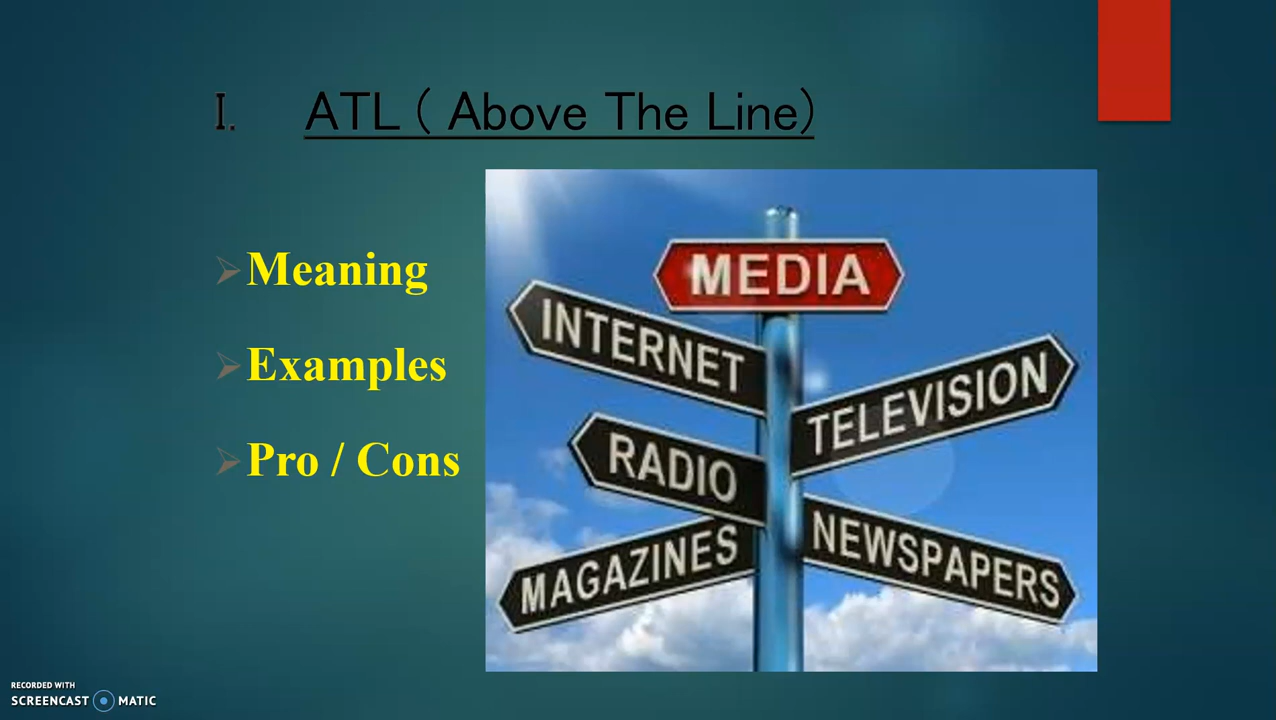 I. ATL ( Above The Line)
Meaning
Examples
Pro / Cons
MEDIA
INTERNET
TELEVISION
RADIO
NEWSPAPERS
MAGAZINES
RECORDED WITH
SCREENCAST MATIC